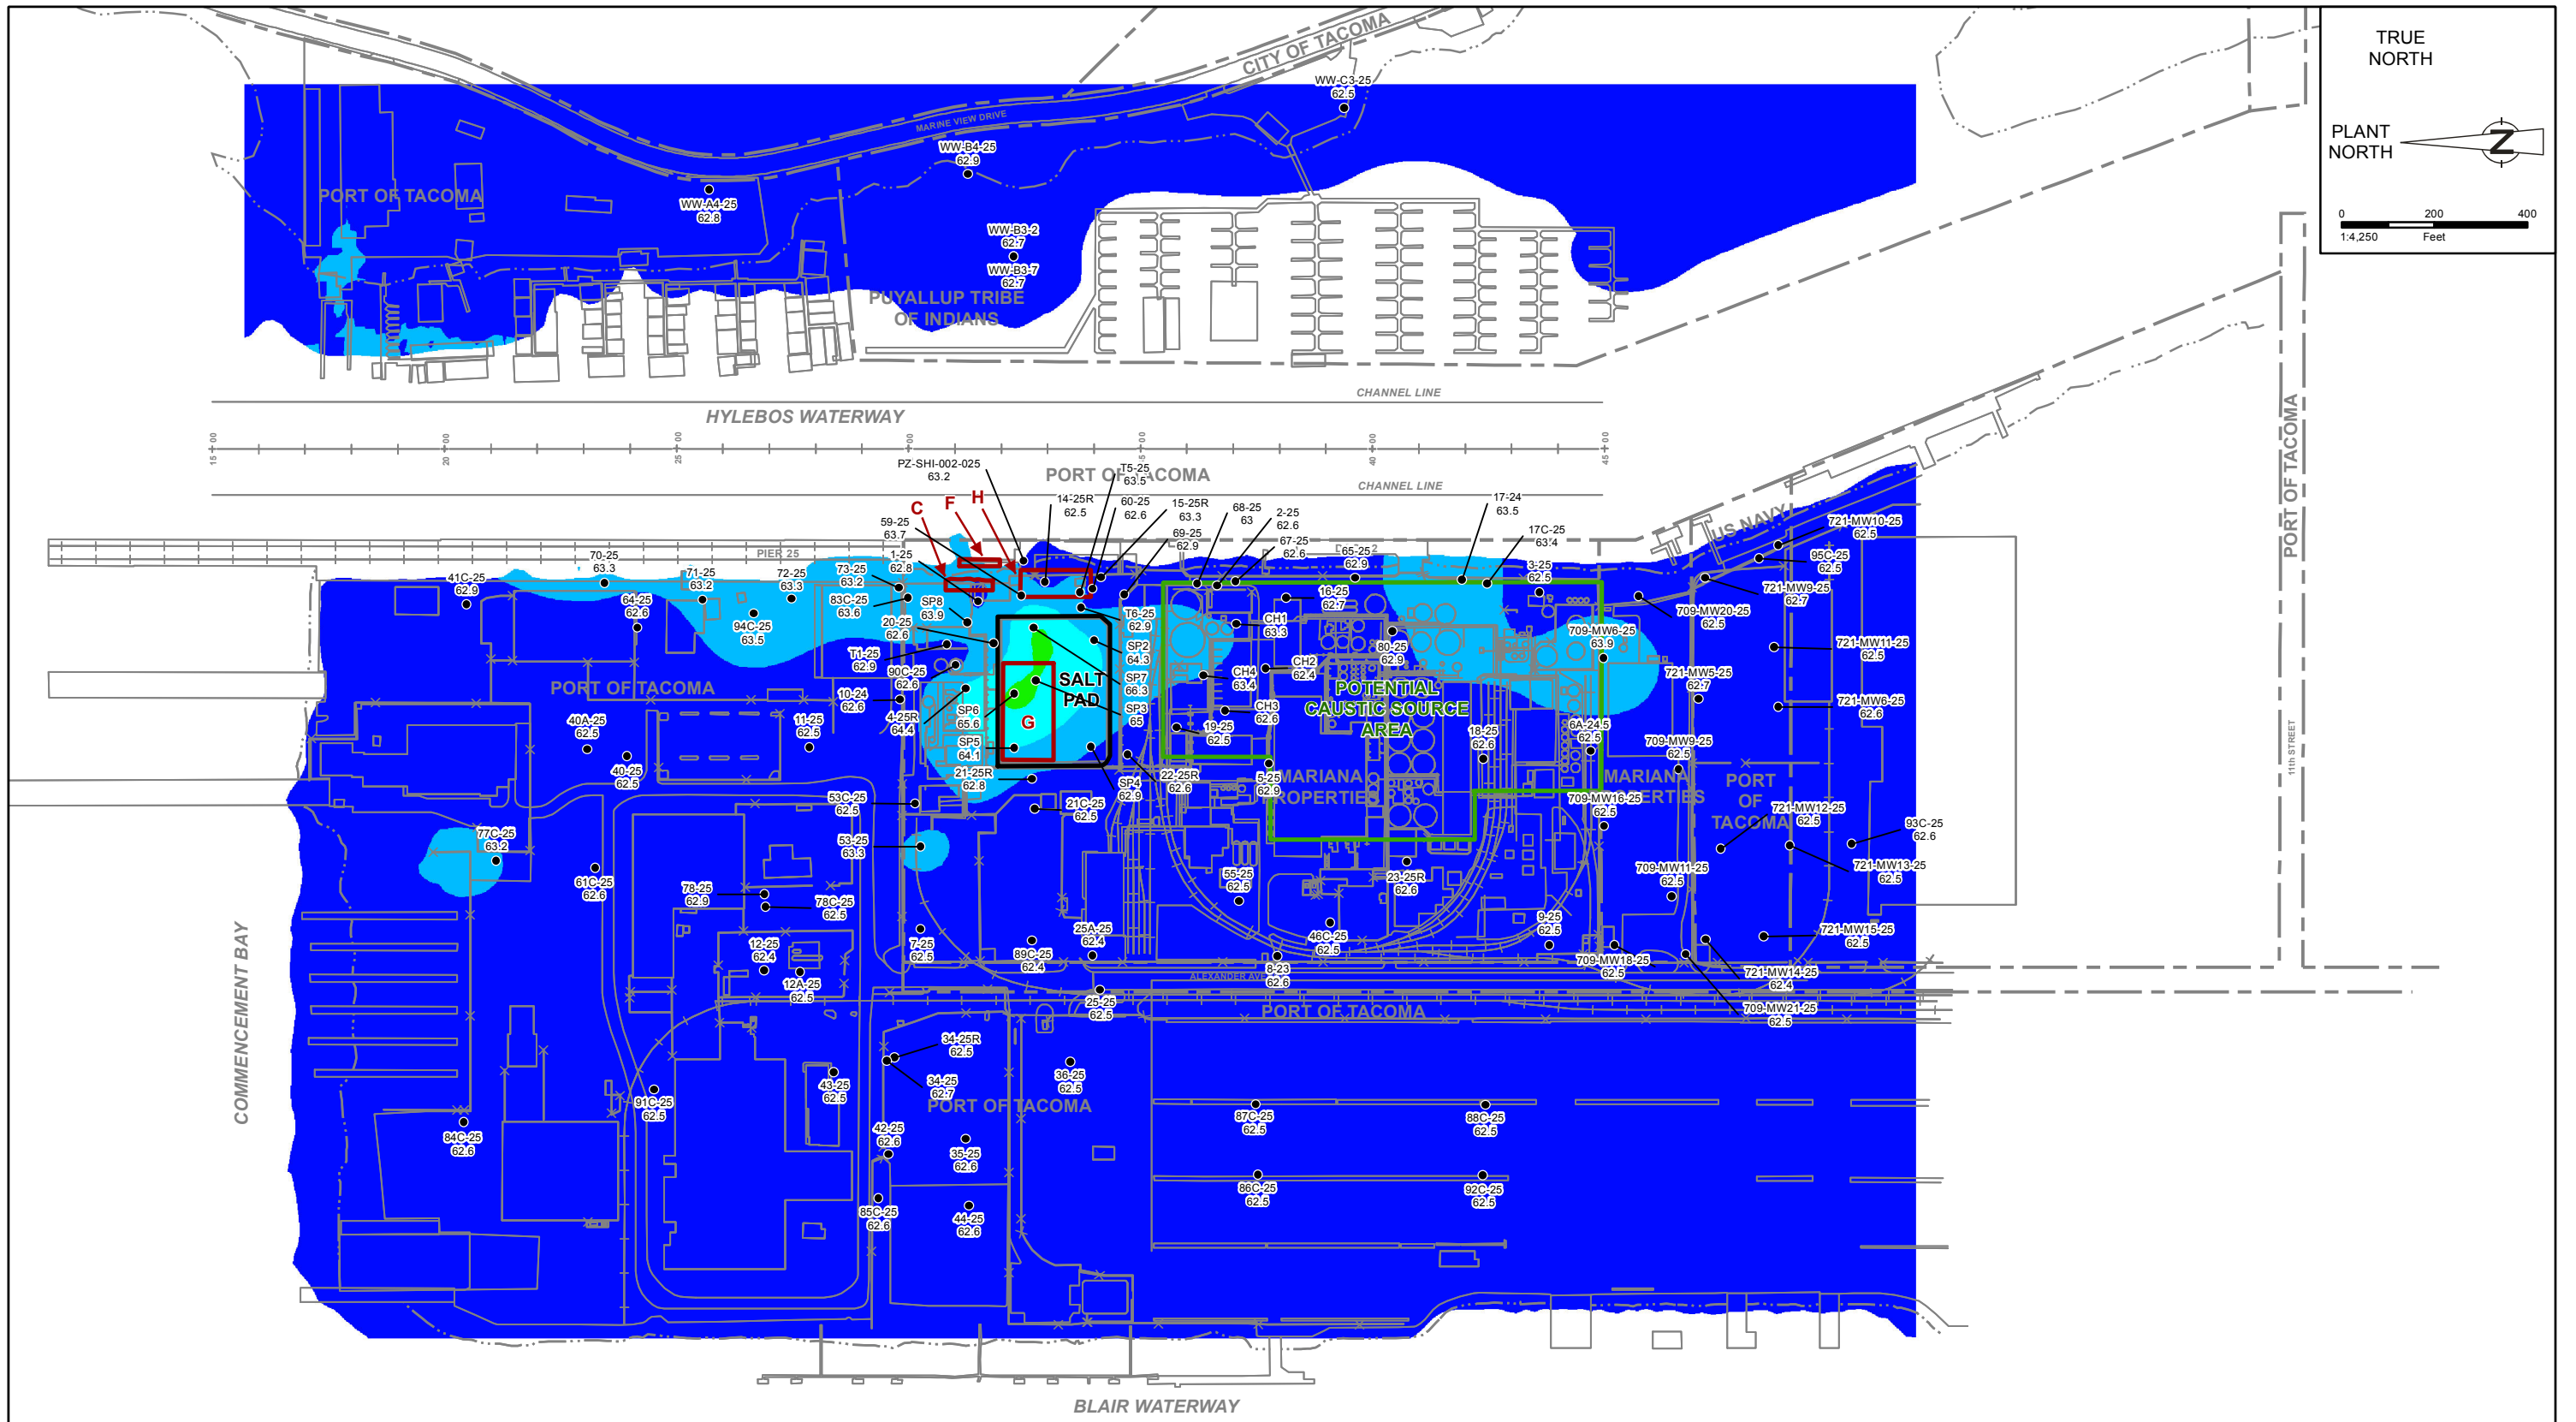 TRUE
NORTH
PLANT
NORTH
Z
0 200 400
1:4,250 Feet
CITY OF TACOMA
WW-C3-25
62.5
MARINE VIEW DRIVE
WW-B4-25
62.9
PORT OF TACOMA
WW-A4-25
62.8
WW-B3-2
62.7
WW-B3-7
62.7
PUYALLUP TRIBE
OF INDIANS
CHANNEL LINE
HYLEBOS WATERWAY
15+00
20+00
25+00
40+00
45+00
PORT OF TACOMA
CHANNEL LINE
PORT OF TACOMA
11th STREET
US NAVY
PIER 25
PZ-SHI-002-025
63.2
T5-25
63.5
14-25R
62.5
60-25
62.6
15-25R
63.3
68-25
63
2-25
62.6
17-24
63.5
C
F
H
59-25
63.7
1-25
62.8
69-25
62.9
67-25
62.6
65-25
62.9
17C-25
63.4
3-25
62.5
721-MW10-25
62.5
95C-25
62.5
721-MW9-25
62.7
709-MW20-25
62.5
41C-25
62.9
70-25
63.3
71-25
63.2
72-25
63.3
73-25
63.2
83C-25
63.6
SP8
63.9
64-25
62.6
94C-25
63.5
20-25
62.6
T1-25
62.9
90C-25
62.6
10-24
62.6
4-25R
64.4
T6-25
62.9
SP2
64.3
SP7
66.3
SP3
65
SP6
65.6
SP5
64.1
SP4
62.9
SALT
PAD
G
16-25
62.7
CH1
63.3
CH2
62.4
CH4
63.4
CH3
62.6
80-25
62.9
709-MW6-25
63.9
POTENTIAL
CAUSTIC SOURCE
AREA
721-MW11-25
62.5
721-MW5-25
62.7
721-MW6-25
62.6
PORT OF TACOMA
40A-25
62.5
40-25
62.5
11-25
62.5
19-25
62.5
18-25
62.6
6A-24.5
62.5
709-MW9-25
62.5
21-25R
62.8
22-25R
62.6
5-25
62.9
MARIANA
PROPERTIES
MARIANA
PROPERTIES
PORT
OF
TACOMA
53C-25
62.5
21C-25
62.5
709-MW16-25
62.5
721-MW12-25
62.5
93C-25
62.6
721-MW13-25
62.5
77C-25
63.2
53-25
63.3
61C-25
62.6
78-25
62.9
78C-25
62.5
55-25
62.5
23-25R
62.6
709-MW11-25
62.5
7-25
62.5
89C-25
62.4
25A-25
62.4
46C-25
62.5
9-25
62.5
721-MW15-25
62.5
12-25
62.4
12A-25
62.5
8-23
62.6
709-MW18-25
62.5
721-MW14-25
62.4
ALEXANDER AVE
25-25
62.5
PORT OF TACOMA
709-MW21-25
62.5
COMMENCEMENT BAY
34-25R
62.5
34-25
62.7
36-25
62.5
43-25
62.5
PORT OF TACOMA
91C-25
62.5
87C-25
62.5
88C-25
62.5
84C-25
62.6
42-25
62.6
35-25
62.6
86C-25
62.5
92C-25
62.5
85C-25
62.6
44-25
62.6
BLAIR WATERWAY